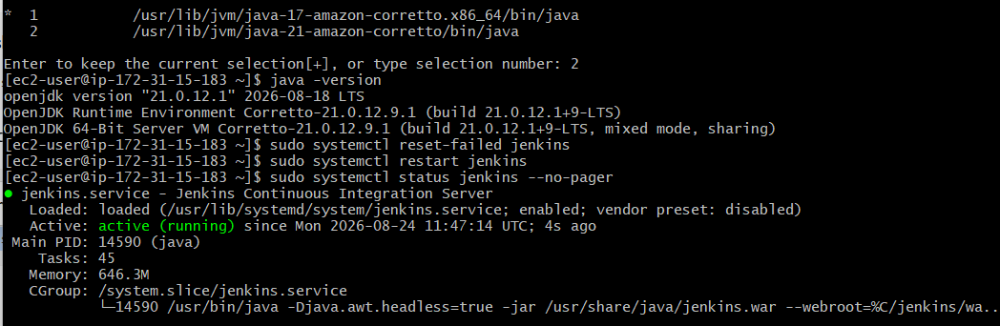 * 1 /usr/lib/jvm/java-17-amazon-corretto.x86_64/bin/java
2 /usr/lib/jvm/java-21-amazon-corretto/bin/java
Enter to keep the current selection[+], or type selection number: 2
[ec2-user@ip-172-31-15-183 ~]$ java -version
openjdk version "21.0.12.1" 2026-08-18 LTS
OpenJDK Runtime Environment Corretto-21.0.12.9.1 (build 21.0.12.1+9-LTS)
OpenJDK 64-Bit Server VM Corretto-21.0.12.9.1 (build 21.0.12.1+9-LTS, mixed mode, sharing)
[ec2-user@ip-172-31-15-183 ~]$ sudo systemctl reset-failed jenkins
[ec2-user@ip-172-31-15-183 ~]$ sudo systemctl restart jenkins
[ec2-user@ip-172-31-15-183 ~]$ sudo systemctl status jenkins --no-pager
● jenkins.service - Jenkins Continuous Integration Server
Loaded: loaded (/usr/lib/systemd/system/jenkins.service; enabled; vendor preset: disabled)
Active: active (running) since Mon 2026-08-24 11:47:14 UTC; 4s ago
Main PID: 14590 (java)
Tasks: 45
Memory: 646.3M
CGroup: /system.slice/jenkins.service
└─14590 /usr/bin/java -Djava.awt.headless=true -jar /usr/share/java/jenkins.war --webroot=%C/jenkins/wa...